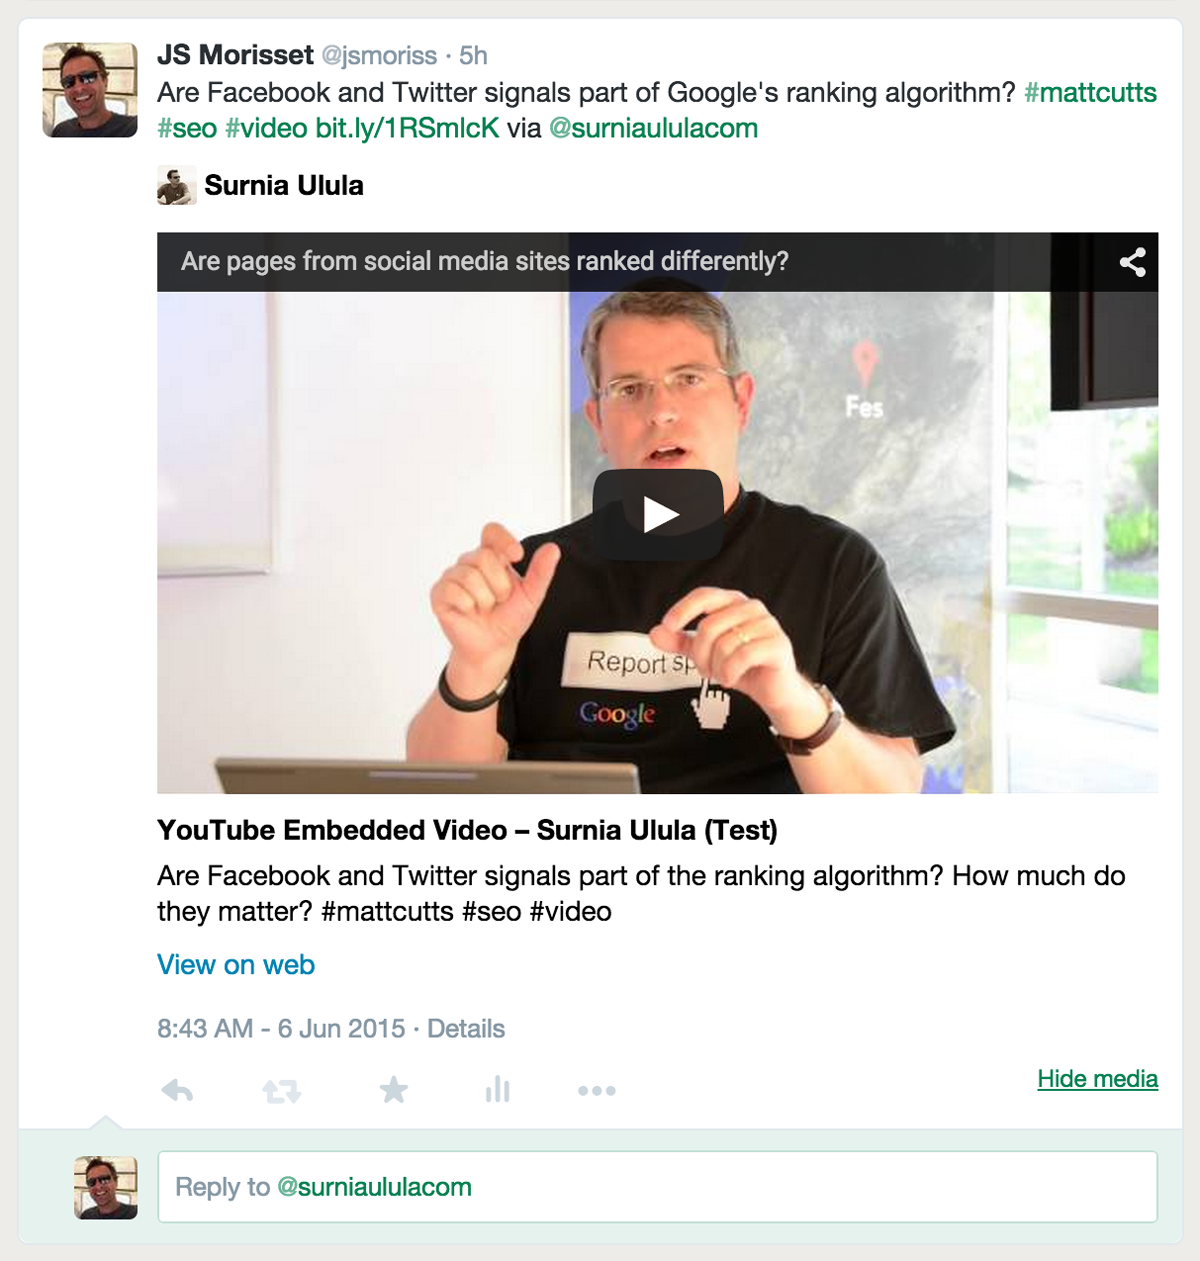 JS Morisset @jsmoriss · 5h
Are Facebook and Twitter signals part of Google's ranking algorithm? #mattcutts
#seo #video bit.ly/1RSmlcK via @surniaululacom
Surnia Ulula
Are pages from social media sites ranked differently?
Fes
Report sp
Google
YouTube Embedded Video – Surnia Ulula (Test)
Are Facebook and Twitter signals part of the ranking algorithm? How much do
they matter? #mattcutts #seo #video
View on web
8:43 AM - 6 Jun 2015 · Details
Hide media
Reply to @surniaululacom